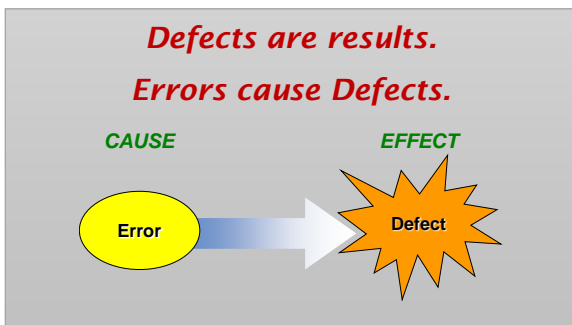 Defects are results.
Errors cause Defects.
CAUSE EFFECT
Error Defect